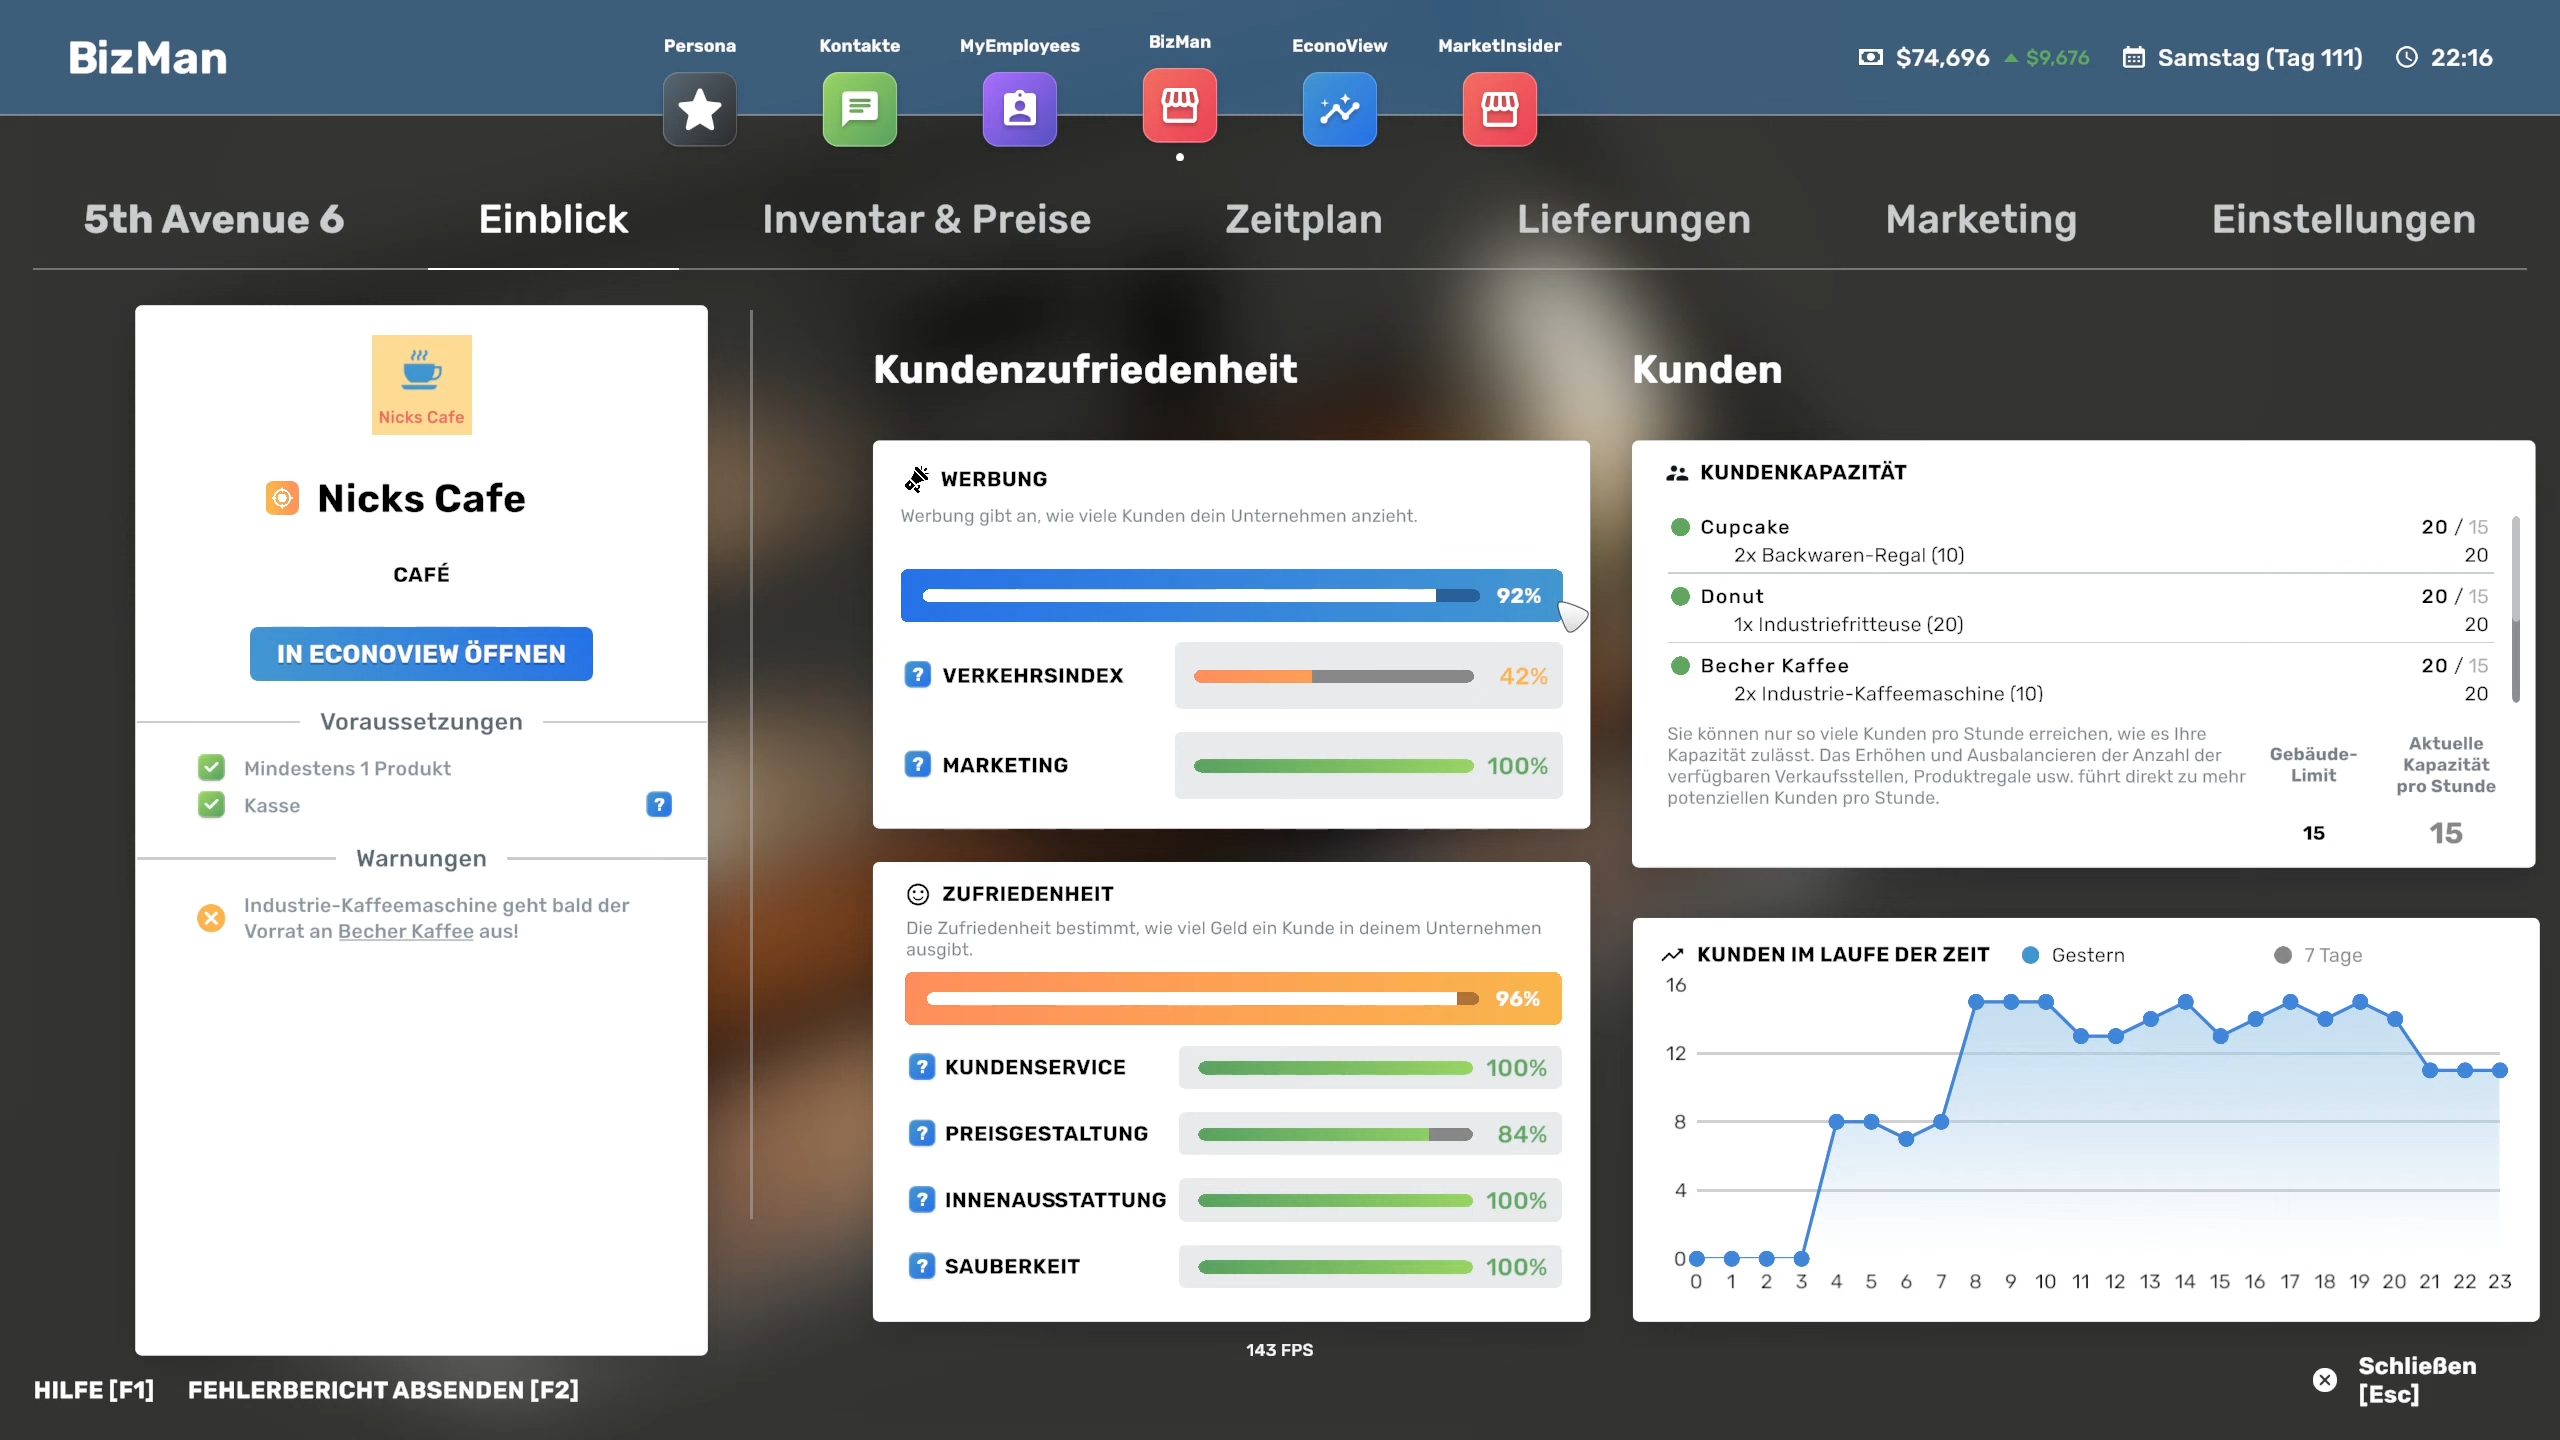 BizMan
Persona
Kontakte
MyEmployees
BizMan
EconoView
MarketInsider
$74,696
$9,676
Samstag (Tag 111)
22:16
5th Avenue 6
Einblick
Inventar & Preise
Zeitplan
Lieferungen
Marketing
Einstellungen
Nicks Cafe
Nicks Cafe
CAFÉ
IN ECONOVIEW ÖFFNEN
Voraussetzungen
Mindestens 1 Produkt
Kasse
?
Warnungen
Industrie-Kaffeemaschine geht bald der
Vorrat an Becher Kaffee aus!
Kundenzufriedenheit
WERBUNG
Werbung gibt an, wie viele Kunden dein Unternehmen anzieht.
92%
? VERKEHRSINDEX 42%
? MARKETING 100%
ZUFRIEDENHEIT
Die Zufriedenheit bestimmt, wie viel Geld ein Kunde in deinem Unternehmen
ausgibt.
96%
? KUNDENSERVICE 100%
? PREISGESTALTUNG 84%
? INNENAUSSTATTUNG 100%
? SAUBERKEIT 100%
Kunden
KUNDENKAPAZITÄT
Cupcake 20 / 15
2x Backwaren-Regal (10) 20
Donut 20 / 15
1x Industriefritteuse (20) 20
Becher Kaffee 20 / 15
2x Industrie-Kaffeemaschine (10) 20
Sie können nur so viele Kunden pro Stunde erreichen, wie es Ihre
Kapazität zulässt. Das Erhöhen und Ausbalancieren der Anzahl der
verfügbaren Verkaufsstellen, Produktregale usw. führt direkt zu mehr
potenziellen Kunden pro Stunde.
Gebäude-
Limit
15
Aktuelle
Kapazität
pro Stunde
15
KUNDEN IM LAUFE DER ZEIT
Gestern
7 Tage
16
12
8
4
0
0 1 2 3 4 5 6 7 8 9 10 11 12 13 14 15 16 17 18 19 20 21 22 23
143 FPS
HILFE [F1]
FEHLERBERICHT ABSENDEN [F2]
Schließen
[Esc]